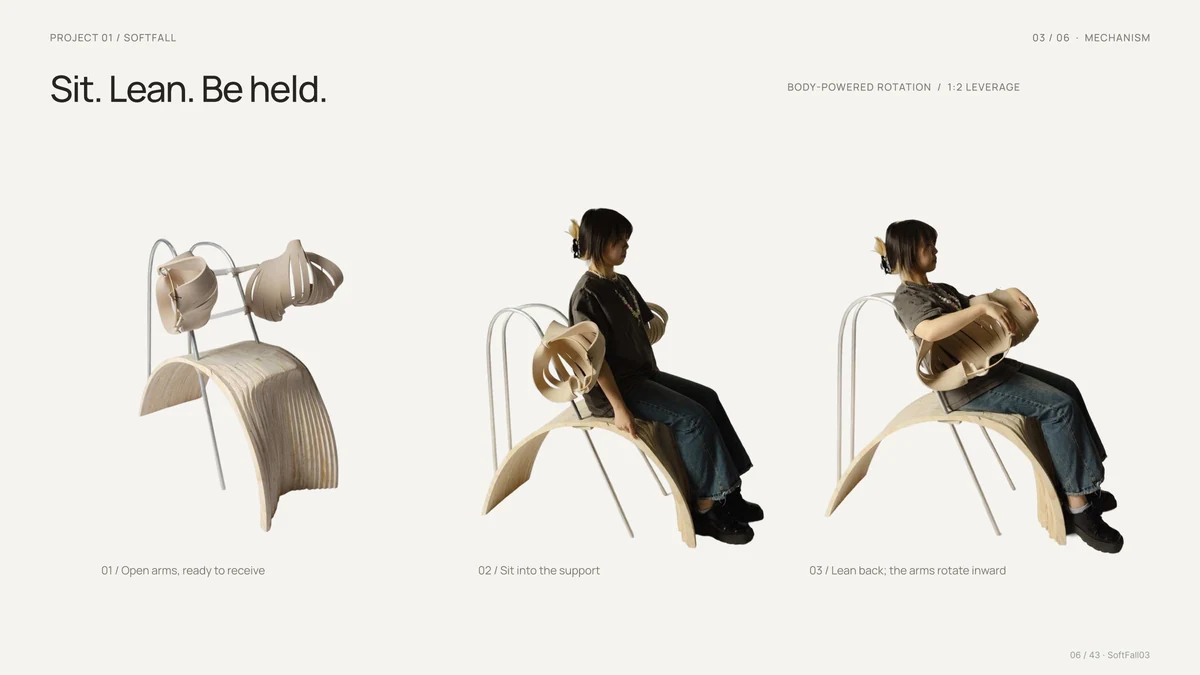 PROJECT 01 / SOFTFALL
03 / 06 · MECHANISM
Sit. Lean. Be held.
BODY-POWERED ROTATION / 1:2 LEVERAGE
01 / Open arms, ready to receive
02 / Sit into the support
03 / Lean back; the arms rotate inward
06 / 43 · SoftFall03